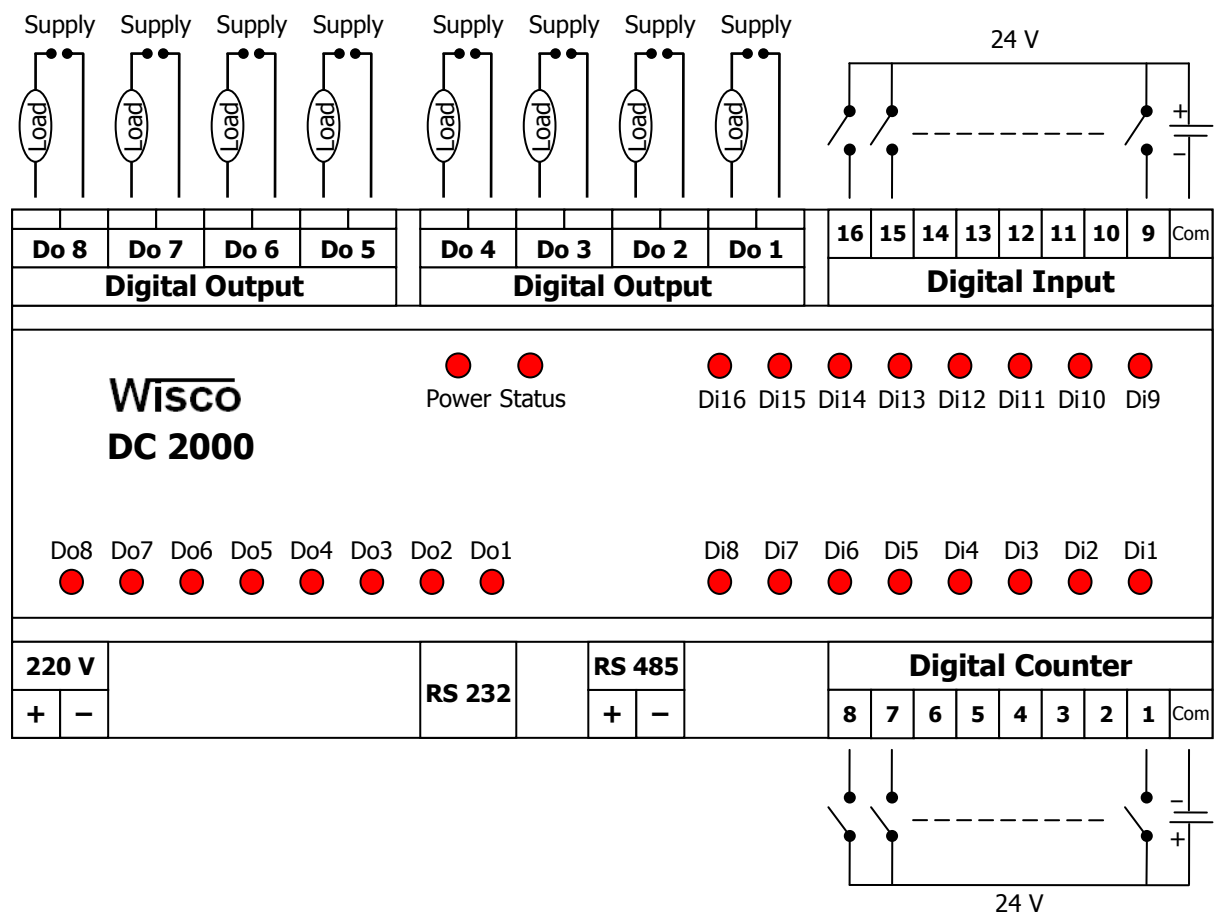 Supply Supply Supply Supply Supply Supply Supply Supply
24 V
Load Load Load Load Load Load Load Load
+
−
Do 8 Do 7 Do 6 Do 5 Do 4 Do 3 Do 2 Do 1 16 15 14 13 12 11 10 9 Com
Digital Output Digital Output Digital Input
Power Status Di16 Di15 Di14 Di13 Di12 Di11 Di10 Di9
Wisco
DC 2000
Do8 Do7 Do6 Do5 Do4 Do3 Do2 Do1 Di8 Di7 Di6 Di5 Di4 Di3 Di2 Di1
220 V RS 232 RS 485 Digital Counter
+ − + − 8 7 6 5 4 3 2 1 Com
−
+
24 V